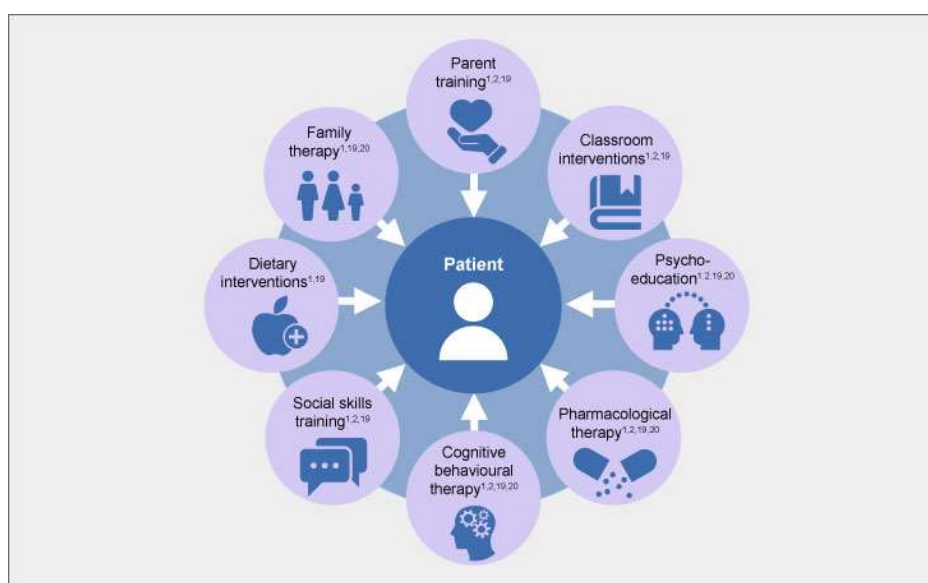 Parent
training1,2,19
Family
therapy1,19,20
Classroom
interventions1,2,19
Patient
Dietary
interventions1,19
Psycho-
education1,2,19,20
Social skills
training1,2,19
Pharmacological
therapy1,2,19,20
Cognitive
behavioural
therapy1,2,19,20